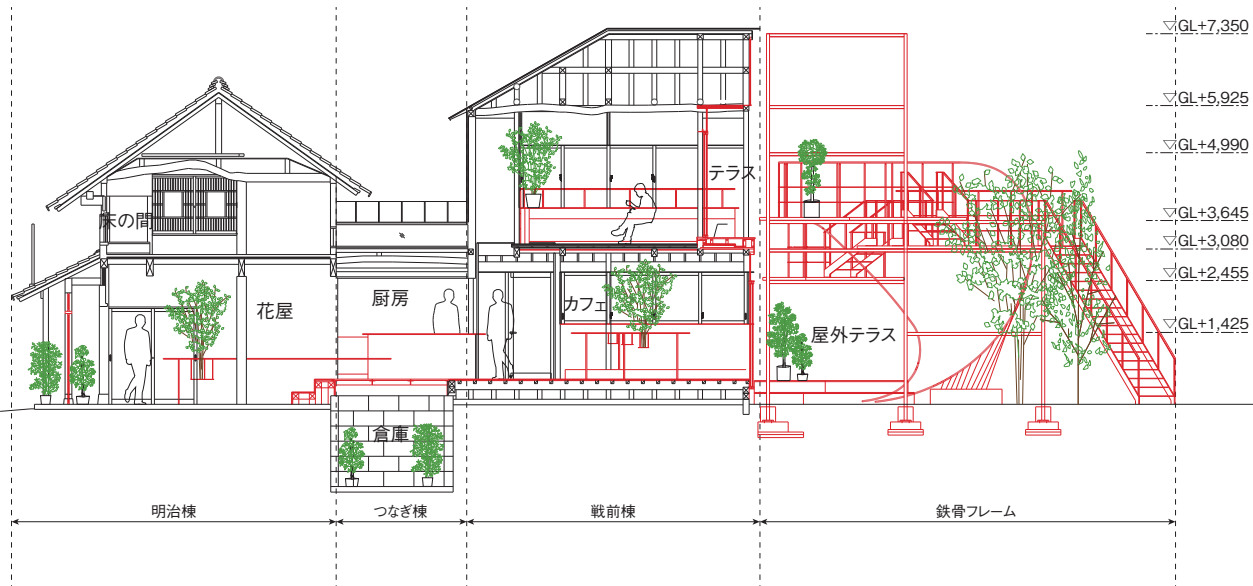 ▽GL+7,350
▽GL+5,925
▽GL+4,990
テラス
床の間
▽GL+3,645
▽GL+3,080
▽GL+2,455
花屋
厨房
カフェ
屋外テラス
▽GL+1,425
倉庫
明治棟
つなぎ棟
戦前棟
鉄骨フレーム